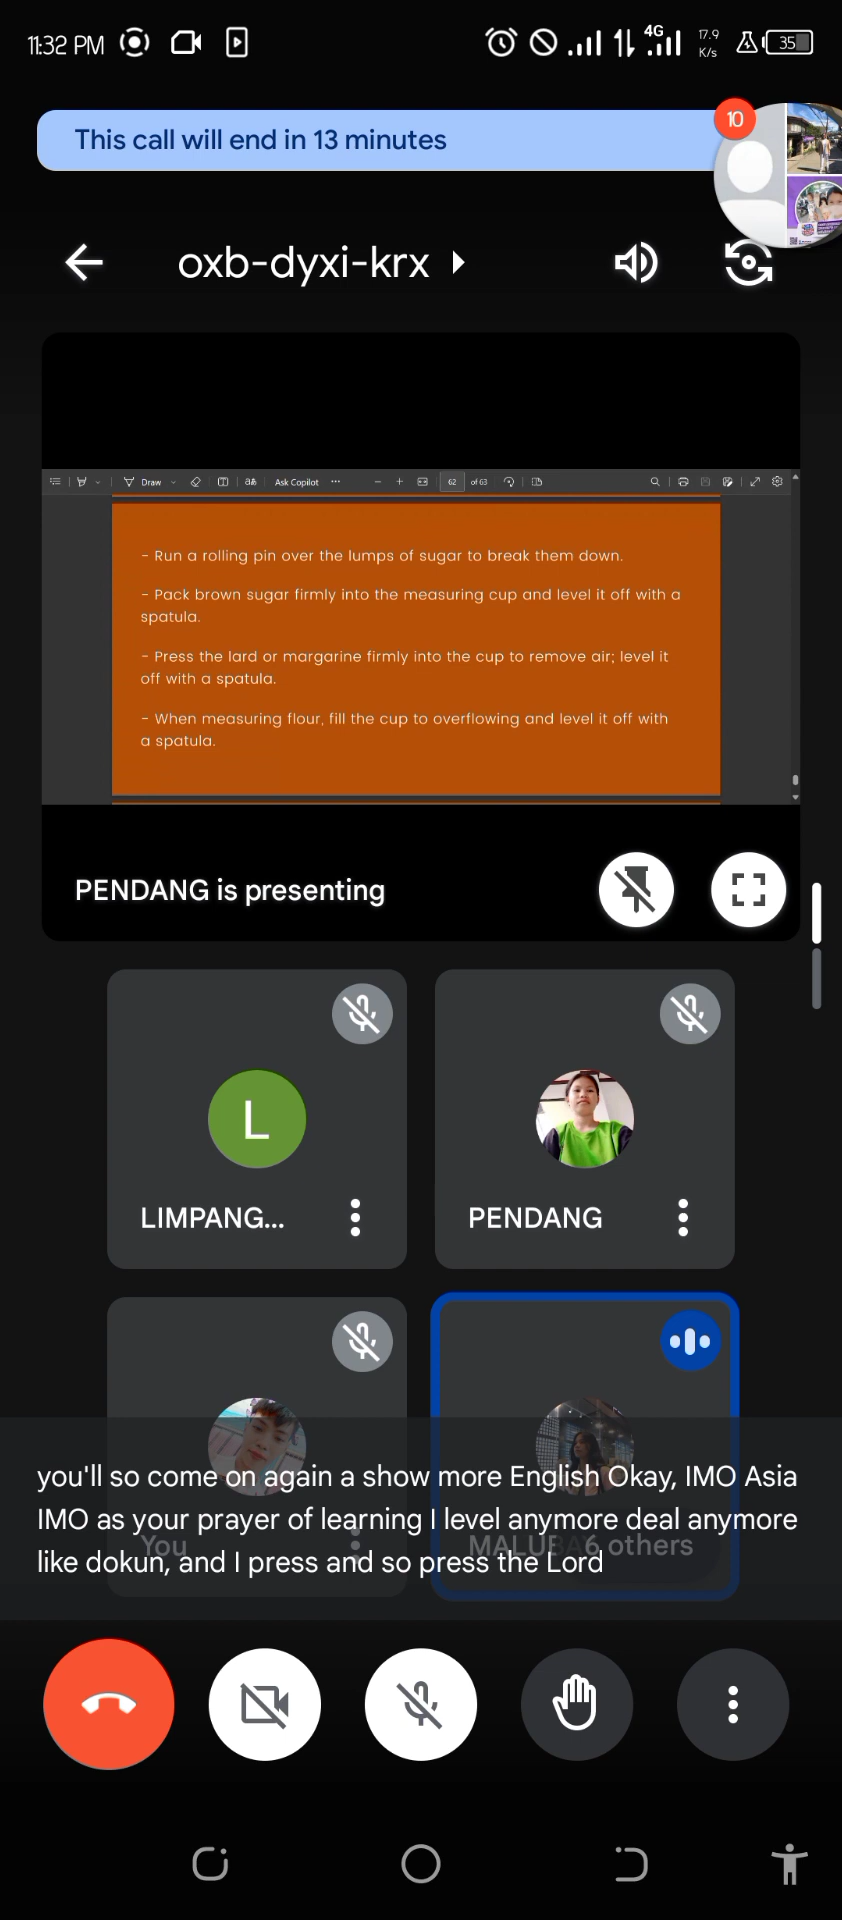 11:32 PM 4G 17.9 K/s 35
This call will end in 13 minutes
10
oxb-dyxi-krx
Draw Ask Copilot 62 of 63
- Run a rolling pin over the lumps of sugar to break them down.
- Pack brown sugar firmly into the measuring cup and level it off with a
spatula.
- Press the lard or margarine firmly into the cup to remove air; level it
off with a spatula.
- When measuring flour, fill the cup to overflowing and level it off with
a spatula.
PENDANG is presenting
L
LIMPANG...
PENDANG
you'll so come on again a show more English Okay, IMO Asia
IMO as your prayer of learning I level anymore deal anymore
like dokun, and I press and so press the Lord
You
6 others